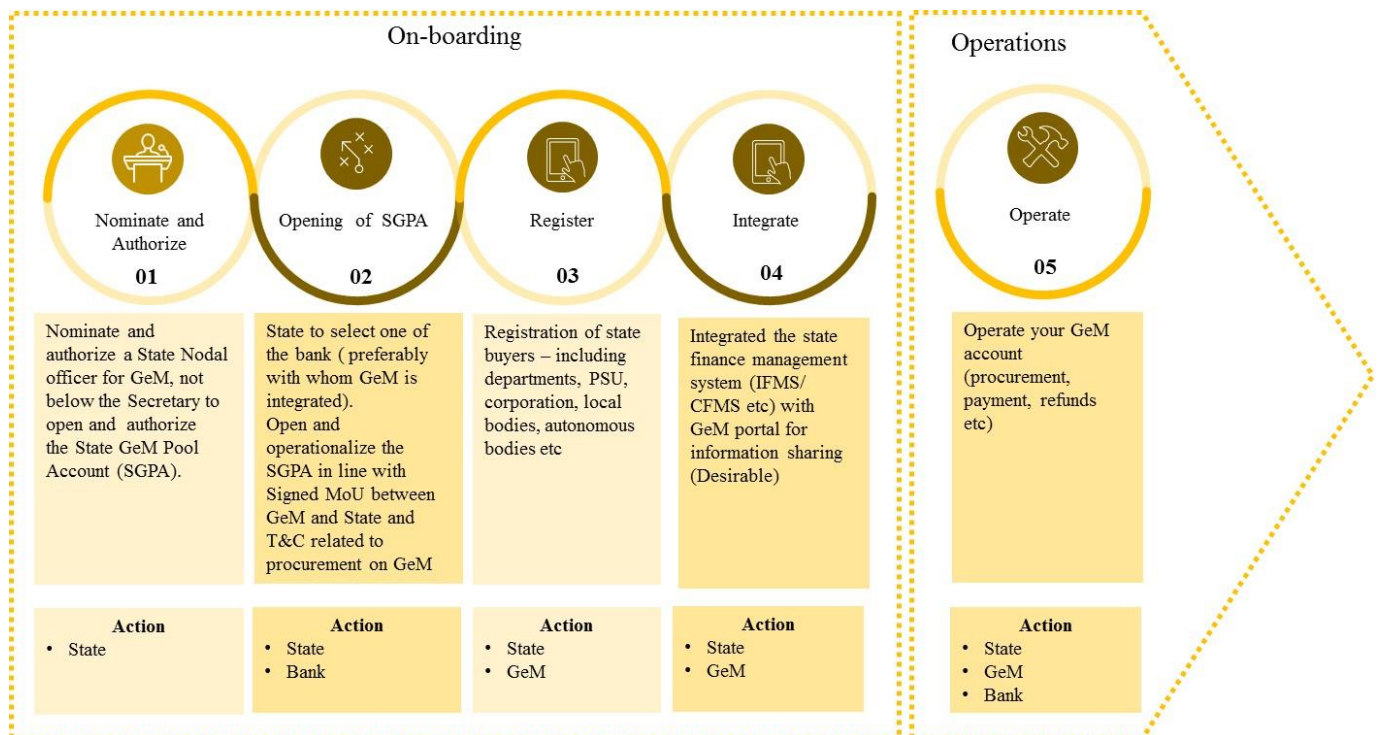 On-boarding
Operations
Nominate and
Authorize
01
Opening of SGPA
02
Register
03
Integrate
04
Operate
05
Nominate and
authorize a State Nodal
officer for GeM, not
below the Secretary to
open and authorize
the State GeM Pool
Account (SGPA).
State to select one of
the bank ( preferably
with whom GeM is
integrated).
Open and
operationalize the
SGPA in line with
Signed MoU between
GeM and State and
T&C related to
procurement on GeM
Registration of state
buyers – including
departments, PSU,
corporation, local
bodies, autonomous
bodies etc
Integrated the state
finance management
system (IFMS/
CFMS etc) with
GeM portal for
information sharing
(Desirable)
Operate your GeM
account
(procurement,
payment, refunds
etc)
Action
• State
Action
• State
• Bank
Action
• State
• GeM
Action
• State
• GeM
Action
• State
• GeM
• Bank